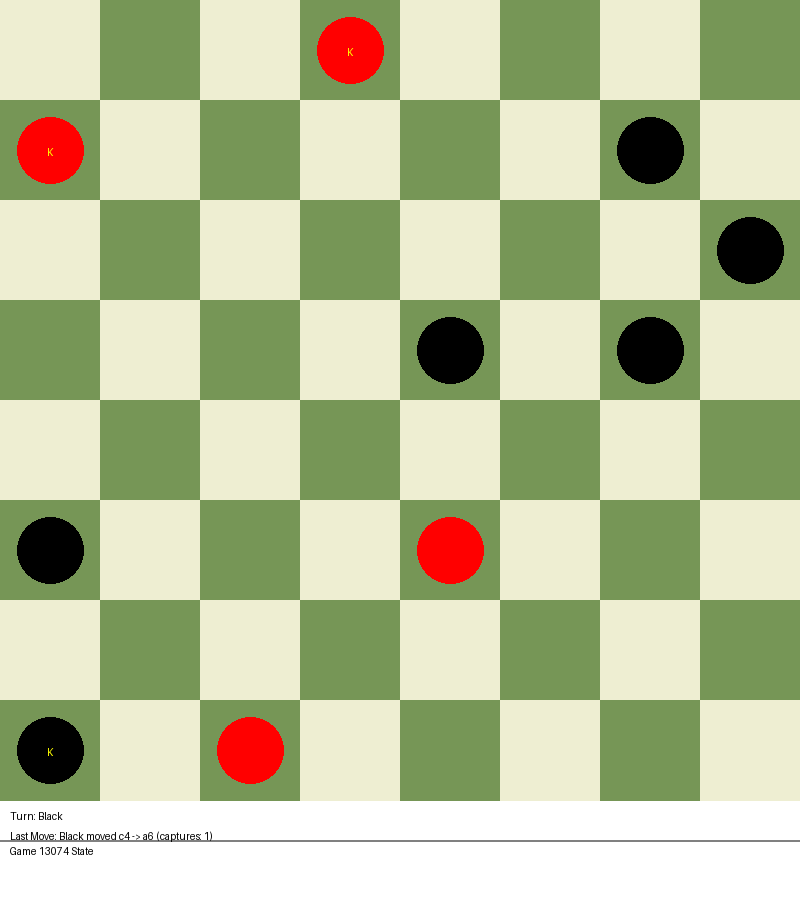 K
K
K
Turn: Black
Last Move: Black moved c4 -> a6 (captures: 1)
Game 13074 State